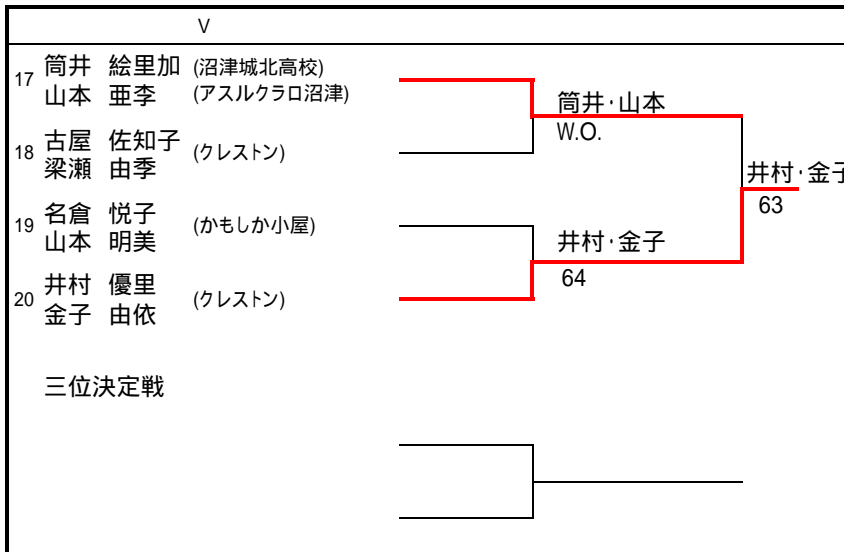 V
17 筒井 絵里加 (沼津城北高校)
山本 亜季 (アスルクラロ沼津)
筒井・山本
W.O.
18 古屋 佐知子 (クレストン)
梁瀬 由季
井村・金子
63
19 名倉 悦子 (かもしか小屋)
山本 明美
井村・金子
64
20 井村 優里 (クレストン)
金子 由依
三位決定戦